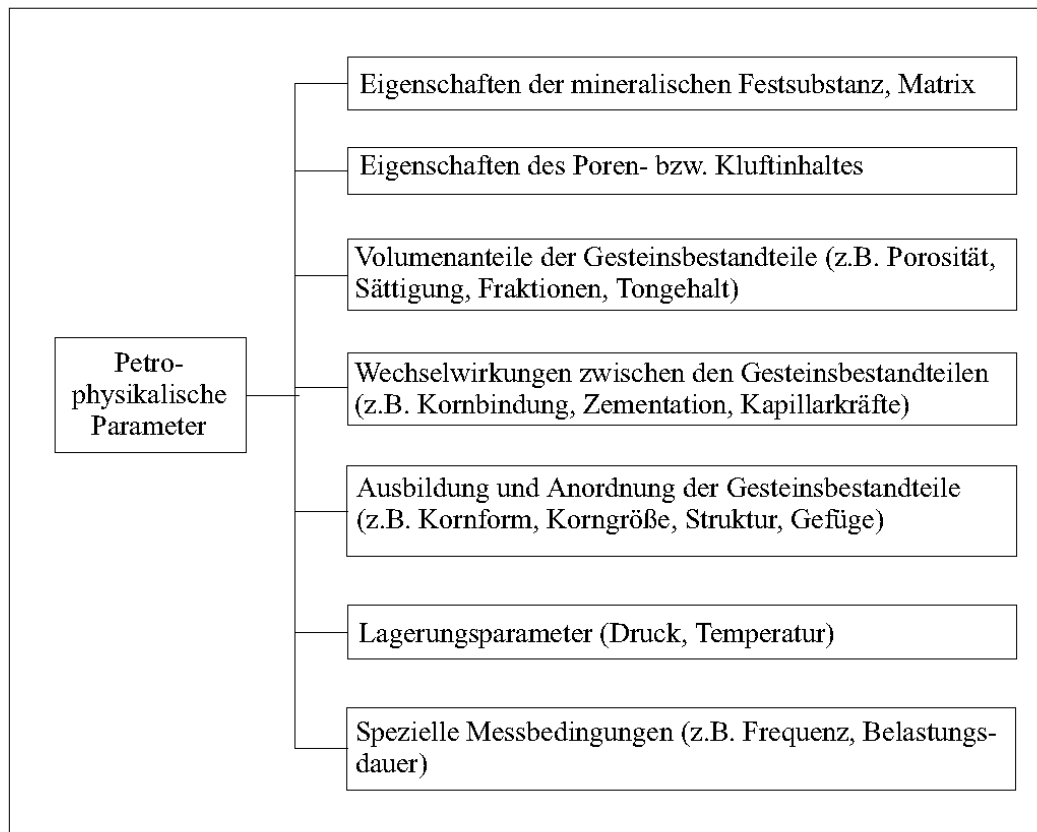 Eigenschaften der mineralischen Festsubstanz, Matrix
Eigenschaften des Poren- bzw. Kluftinhaltes
Volumenanteile der Gesteinsbestandteile (z.B. Porosität,
Sättigung, Fraktionen, Tongehalt)
Petro-
physikalische
Parameter
Wechselwirkungen zwischen den Gesteinsbestandteilen
(z.B. Kornbindung, Zementation, Kapillarkräfte)
Ausbildung und Anordnung der Gesteinsbestandteile
(z.B. Kornform, Korngröße, Struktur, Gefüge)
Lagerungsparameter (Druck, Temperatur)
Spezielle Messbedingungen (z.B. Frequenz, Belastungs-
dauer)